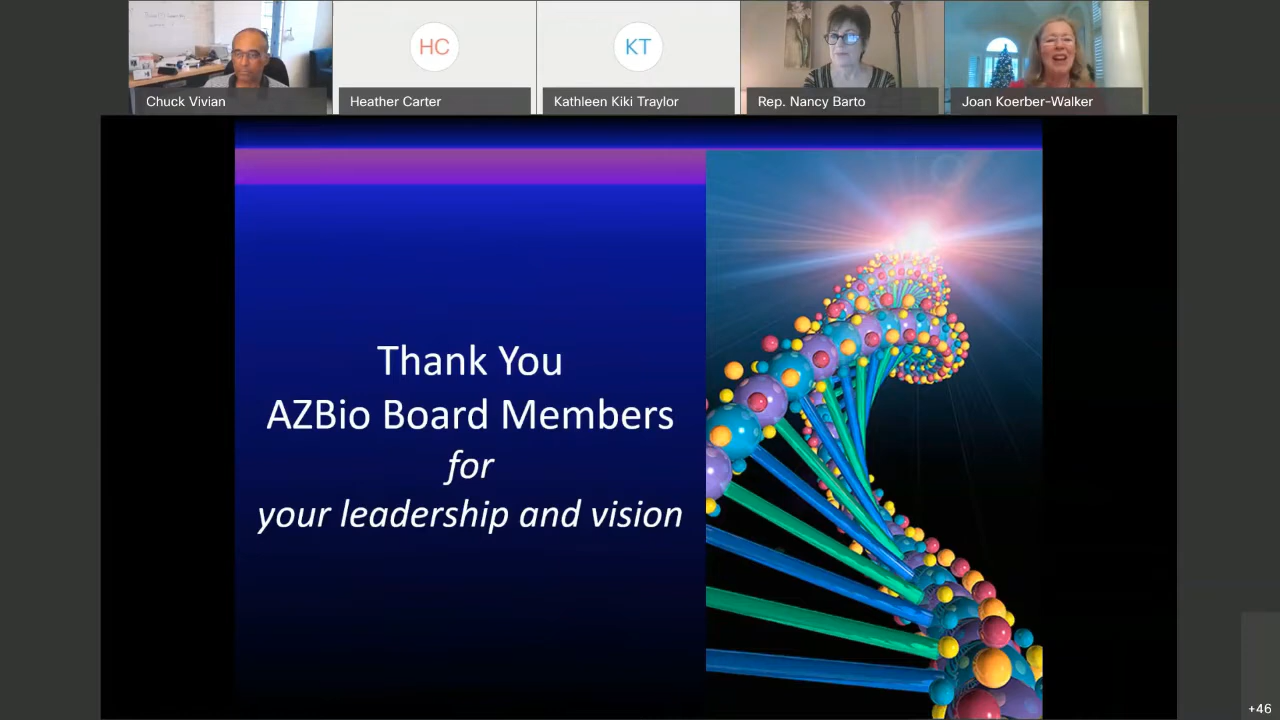 HC
KT
Chuck Vivian
Heather Carter
Kathleen Kiki Traylor
Rep. Nancy Barto
Joan Koerber-Walker
Thank You
AZBio Board Members
for
your leadership and vision
+46